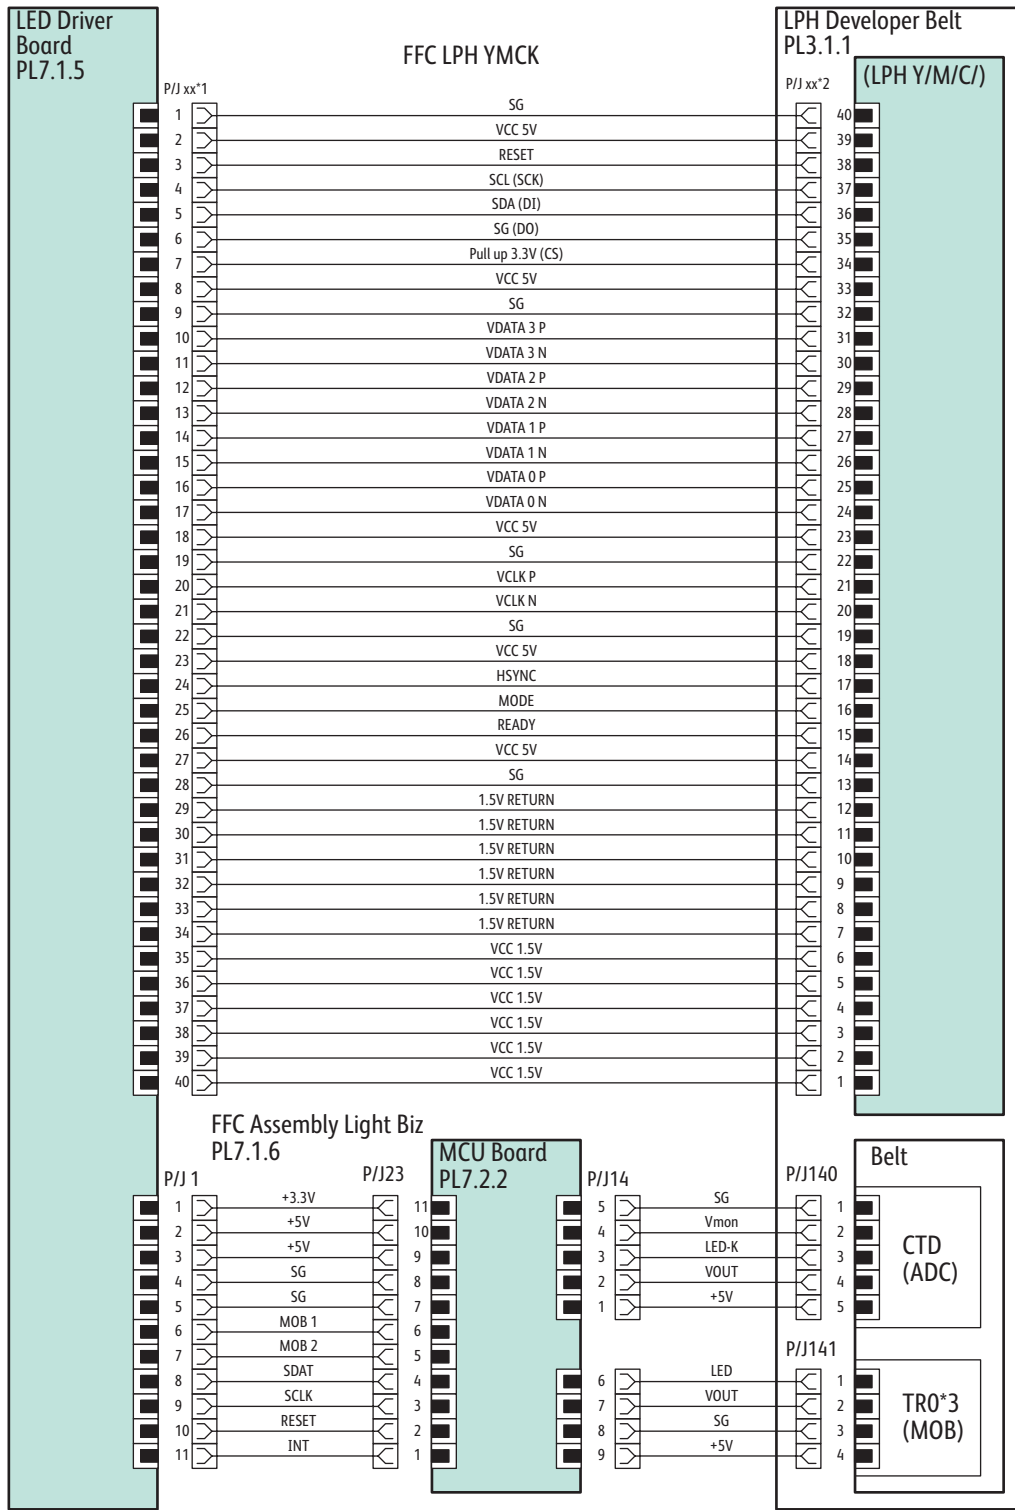 LED Driver
Board
PL7.1.5
FFC LPH YMCK
LPH Developer Belt
PL3.1.1
(LPH Y/M/C/)
P/J xx*1
P/J xx*2
1 SG 40
2 VCC 5V 39
3 RESET 38
4 SCL (SCK) 37
5 SDA (DI) 36
6 SG (DO) 35
7 Pull up 3.3V (CS) 34
8 VCC 5V 33
9 SG 32
10 VDATA 3 P 31
11 VDATA 3 N 30
12 VDATA 2 P 29
13 VDATA 2 N 28
14 VDATA 1 P 27
15 VDATA 1 N 26
16 VDATA 0 P 25
17 VDATA 0 N 24
18 VCC 5V 23
19 SG 22
20 VCLK P 21
21 VCLK N 20
22 SG 19
23 VCC 5V 18
24 HSYNC 17
25 MODE 16
26 READY 15
27 VCC 5V 14
28 SG 13
29 1.5V RETURN 12
30 1.5V RETURN 11
31 1.5V RETURN 10
32 1.5V RETURN 9
33 1.5V RETURN 8
34 1.5V RETURN 7
35 VCC 1.5V 6
36 VCC 1.5V 5
37 VCC 1.5V 4
38 VCC 1.5V 3
39 VCC 1.5V 2
40 VCC 1.5V 1
FFC Assembly Light Biz
PL7.1.6
P/J 1
P/J23
MCU Board
PL7.2.2
1 +3.3V 11
2 +5V 10
3 +5V 9
4 SG 8
5 SG 7
6 MOB 1 6
7 MOB 2 5
8 SDAT 4
9 SCLK 3
10 RESET 2
11 INT 1
P/J14
P/J140
Belt
5 SG 1
4 Vmon 2
3 LED-K 3
2 VOUT 4
1 +5V 5
CTD
(ADC)
P/J141
6 LED 1
7 VOUT 2
8 SG 3
9 +5V 4
TR0*3
(MOB)